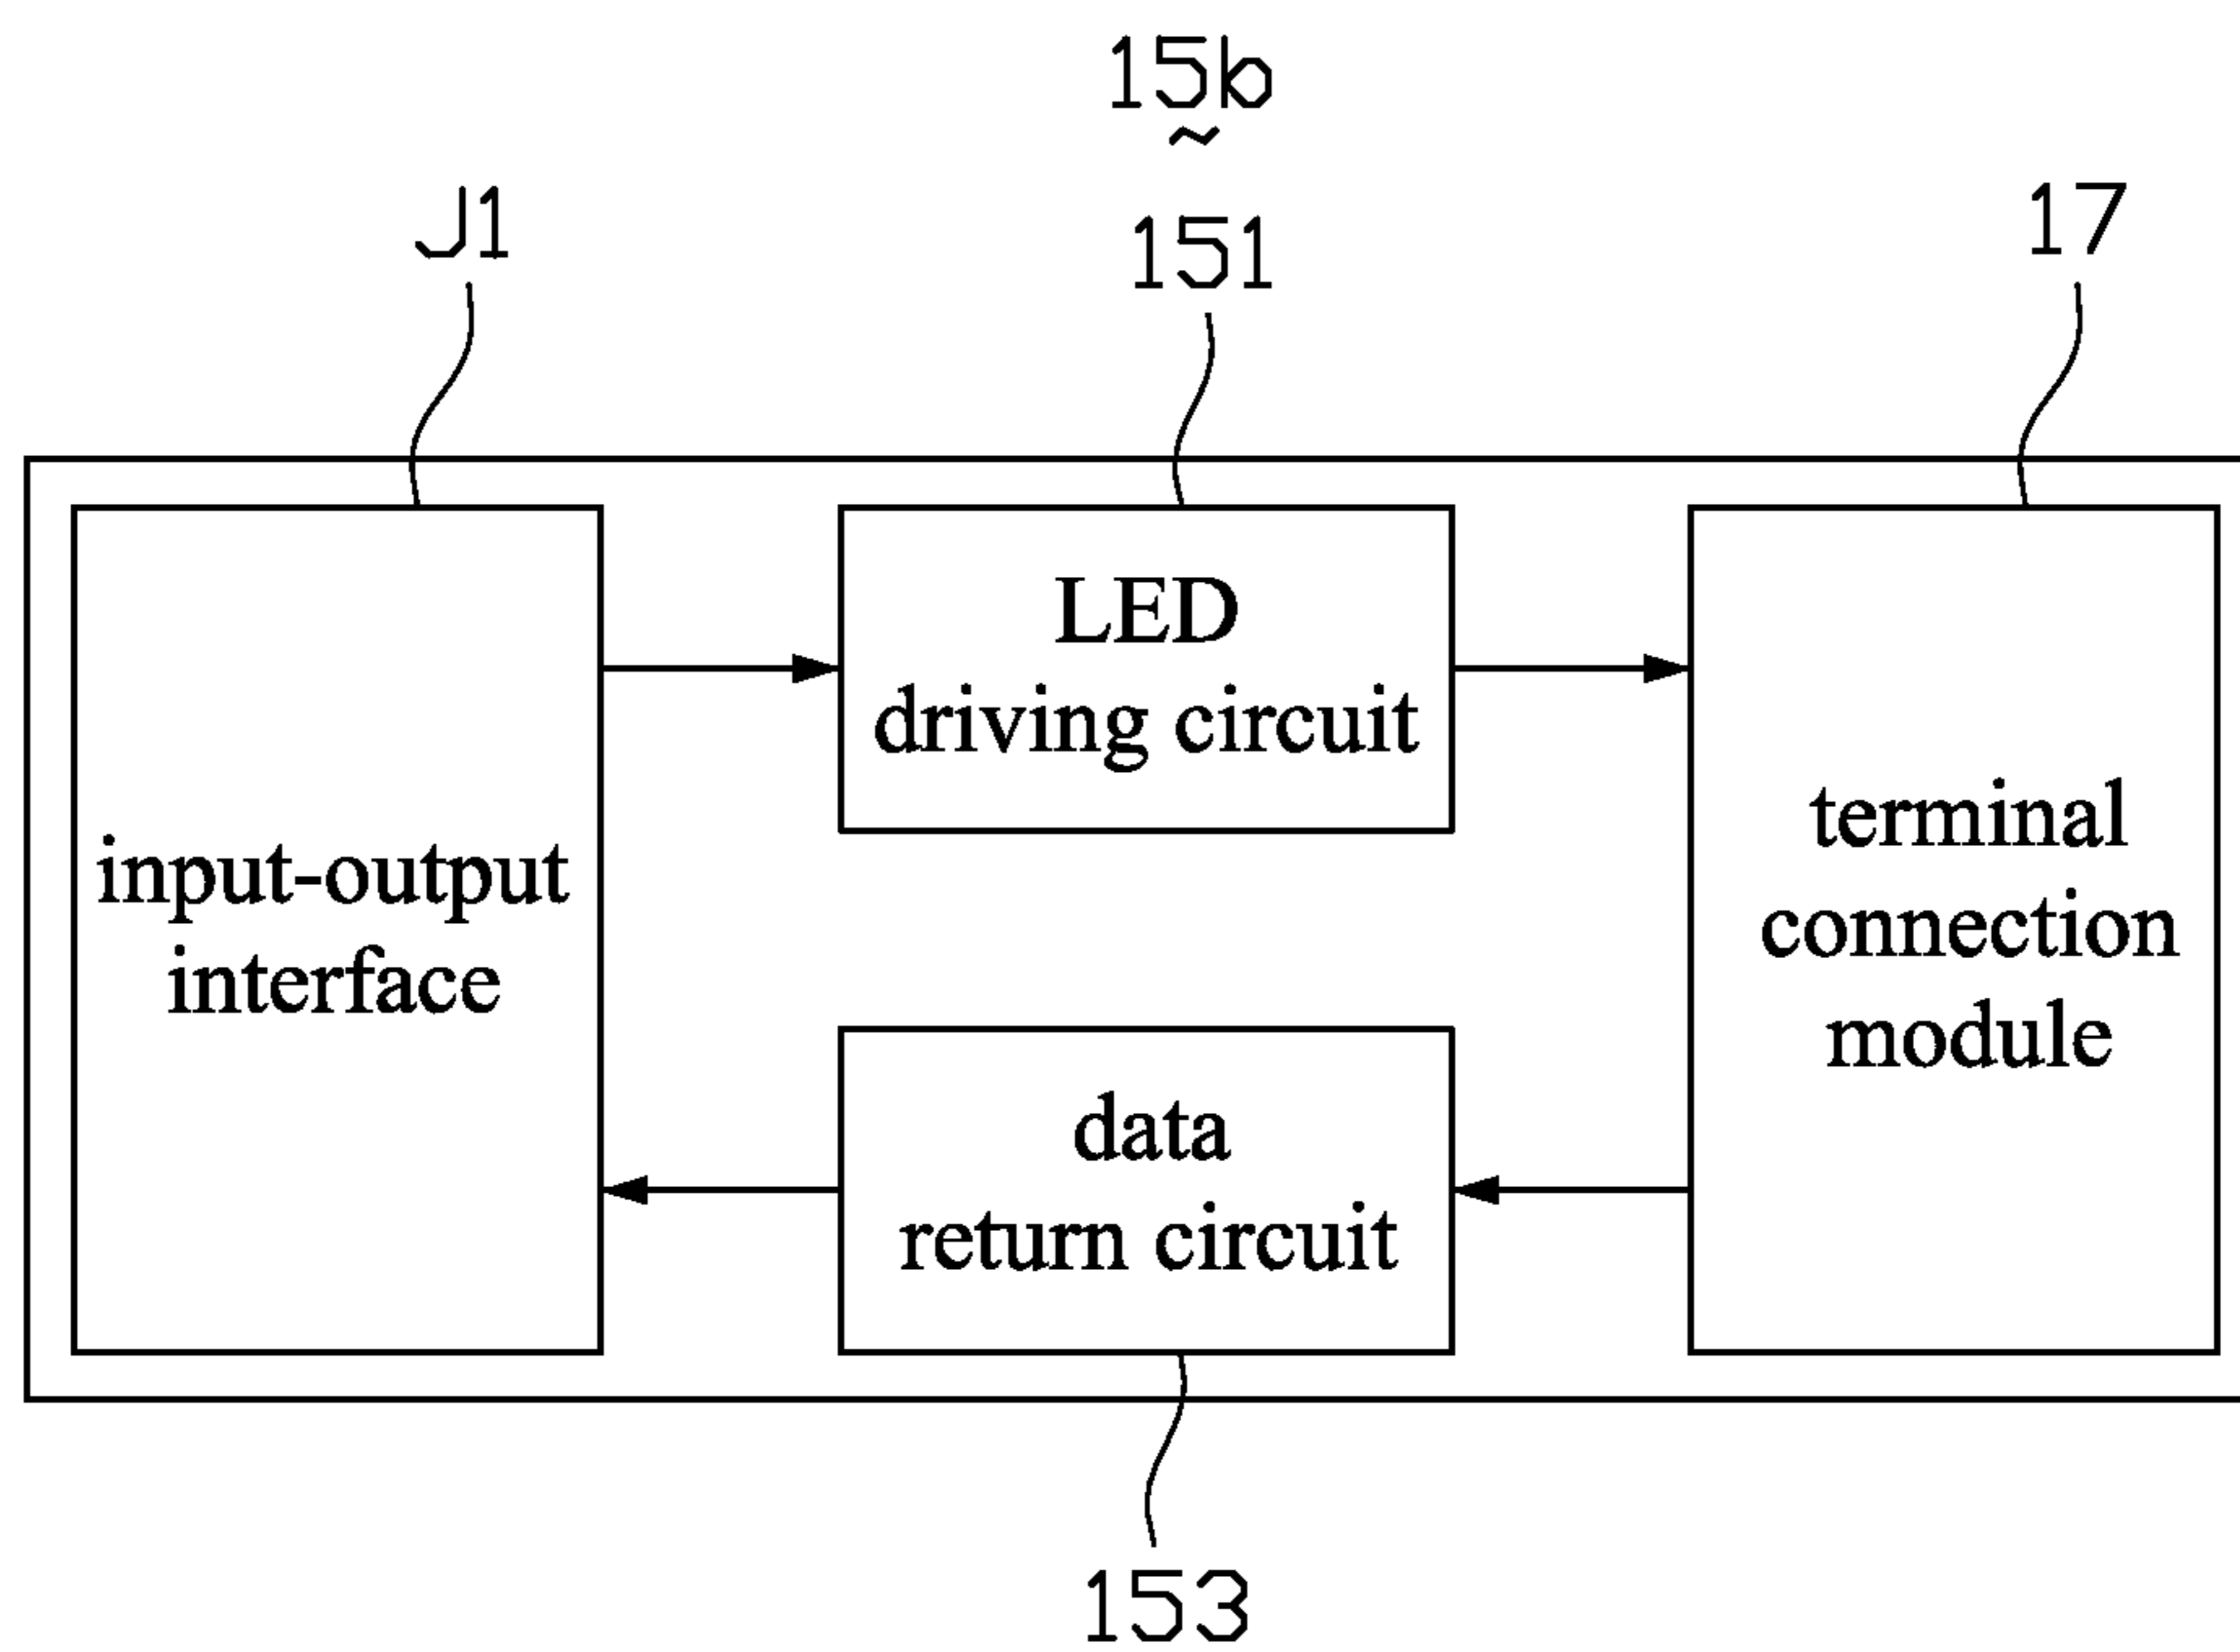 15b
J1
151
17
LED
driving circuit
input-output
interface
terminal
connection
module
data
return circuit
153